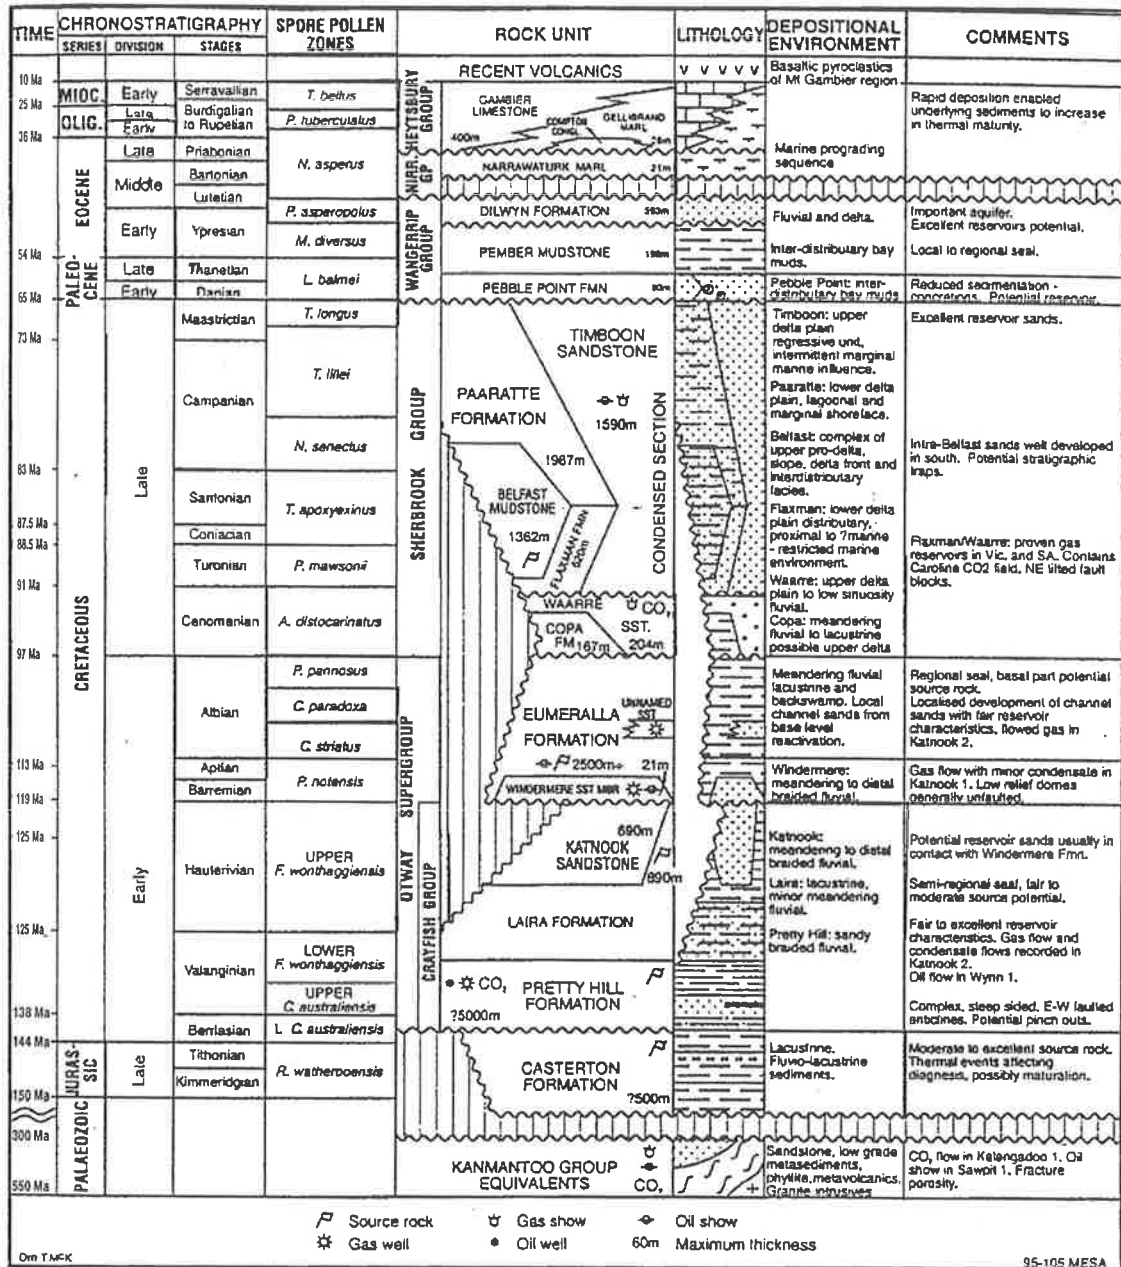 TIME
CHRONOSTRATIGRAPHY
SERIES
DIVISION
STAGES
SPORE POLLEN
ZONES
ROCK UNIT
LITHOLOGY
DEPOSITIONAL
ENVIRONMENT
COMMENTS
10 Ma
25 Ma
36 Ma
54 Ma
65 Ma
73 Ma
83 Ma
87.5 Ma
88.5 Ma
91 Ma
97 Ma
113 Ma
119 Ma
125 Ma
125 Ma
138 Ma
144 Ma
150 Ma
300 Ma
550 Ma
MIOC.
OLIG.
EOCENE
PALEO-
CENE
CRETACEOUS
JURAS-
SIC
PALAEOZOIC
Early
Late
Early
Late
Middle
Early
Late
Early
Late
Early
Late
Serravallian
Burdigalian
to Rupelian
Priabonian
Bartonian
Lutetian
Ypresian
Thanetian
Danian
Maastrictian
Campanian
Santonian
Coniacian
Turonian
Cenomanian
Albian
Aptian
Barremian
Hauterivian
Valanginian
Berriasian
Tithonian
Kimmeridgian
T. bellus
P. tuberculatus
N. asperus
P. asperopolus
M. diversus
L. balmei
T. longus
T. lillei
N. senectus
T. apoxyexinus
P. mawsonii
A. distocarinatus
P. pannosus
C. paradoxa
C. striatus
P. notensis
UPPER
F. wonthaggiensis
LOWER
F. wonthaggiensis
UPPER
C. australiensis
L. C. australiensis
R. watherooensis
HEYTSBURY
GROUP
NIRR.
GP
WANGERRIP
GROUP
SHERBROOK GROUP
OTWAY SUPERGROUP
CRAYFISH GROUP
RECENT VOLCANICS
GAMBIER
LIMESTONE
400m
COMPTON
CONGL.
GELLIBRAND
MARL
NARRAWATURK MARL
21m
DILWYN FORMATION
PEMBER MUDSTONE
PEBBLE POINT FMN
TIMBOON
SANDSTONE
1590m
PAARATTE
FORMATION
1987m
CONDENSED SECTION
BELFAST
MUDSTONE
1362m
FLAXMAN FMN
620m
WAARRE
CO₂
SST.
204m
COPA
FM 167m
EUMERALLA
FORMATION
UNNAMED
SST.
2500m+
21m
WINDERMERE SST MBR
690m
KATNOOK
SANDSTONE
890m
LAIRA FORMATION
CO₂
PRETTY HILL
FORMATION
?5000m
CASTERTON
FORMATION
?500m
KANMANTOO GROUP
EQUIVALENTS
CO₂
V V V V V
Basaltic pyroclastics
of Mt Gambier region.
Marine prograding
sequence
Fluvial and delta.
Inter-distributary bay
muds.
Pebble Point: inter-
distributary bay muds
Timboon: upper
delta plain
regressive unit,
intermittent marginal
marine influence.
Paaratte: lower delta
plain, lagoonal and
marginal shoreface.
Belfast: complex of
upper pro-delta,
slope, delta front and
interdistributary
facies.
Flaxman: lower delta
plain distributary,
proximal to ?marine
- restricted marine
environment.
Waarre: upper delta
plain to low sinuosity
fluvial.
Copa: meandering
fluvial to lacustrine
possible upper delta
Meandering fluvial
lacustrine and
backswamp. Local
channel sands from
base level
reactivation.
Windermere:
meandering to distal
braided fluvial.
Katnook:
meandering to distal
braided fluvial.
Laira: lacustrine,
minor meandering
fluvial.
Pretty Hill: sandy
braided fluvial.
Lacustrine.
Fluvio-lacustrine
sediments.
Sandstone, low grade
metasediments,
phyllite, metavolcanics.
Granite intrusives
Rapid deposition enabled
underlying sediments to increase
in thermal maturity.
Important aquifer.
Excellent reservoirs potential.
Local to regional seal.
Reduced sedimentation -
concretions. Potential reservoir.
Excellent reservoir sands.
Intra-Belfast sands well developed
in south. Potential stratigraphic
traps.
Flaxman/Waarre: proven gas
reservoirs in Vic. and SA. Contains
Caroline CO2 field. NE tilted fault
blocks.
Regional seal, basal part potential
source rock.
Localised development of channel
sands with fair reservoir
characteristics, flowed gas in
Katnook 2.
Gas flow with minor condensate in
Katnook 1. Low relief domes
generally unfaulted.
Potential reservoir sands usually in
contact with Windermere Fmn.
Semi-regional seal, fair to
moderate source potential.
Fair to excellent reservoir
characteristics. Gas flow and
condensate flows recorded in
Katnook 2.
Oil flow in Wynn 1.
Complex, steep sided, E-W faulted
anticlines. Potential pinch outs.
Moderate to excellent source rock.
Thermal events affecting
diagnesis, possibly maturation.
CO₂ flow in Kalangadoo 1. Oil
show in Sawpit 1. Fracture
porosity.
Source rock
Gas show
Oil show
Gas well
Oil well
60m Maximum thickness
95-105 MESA